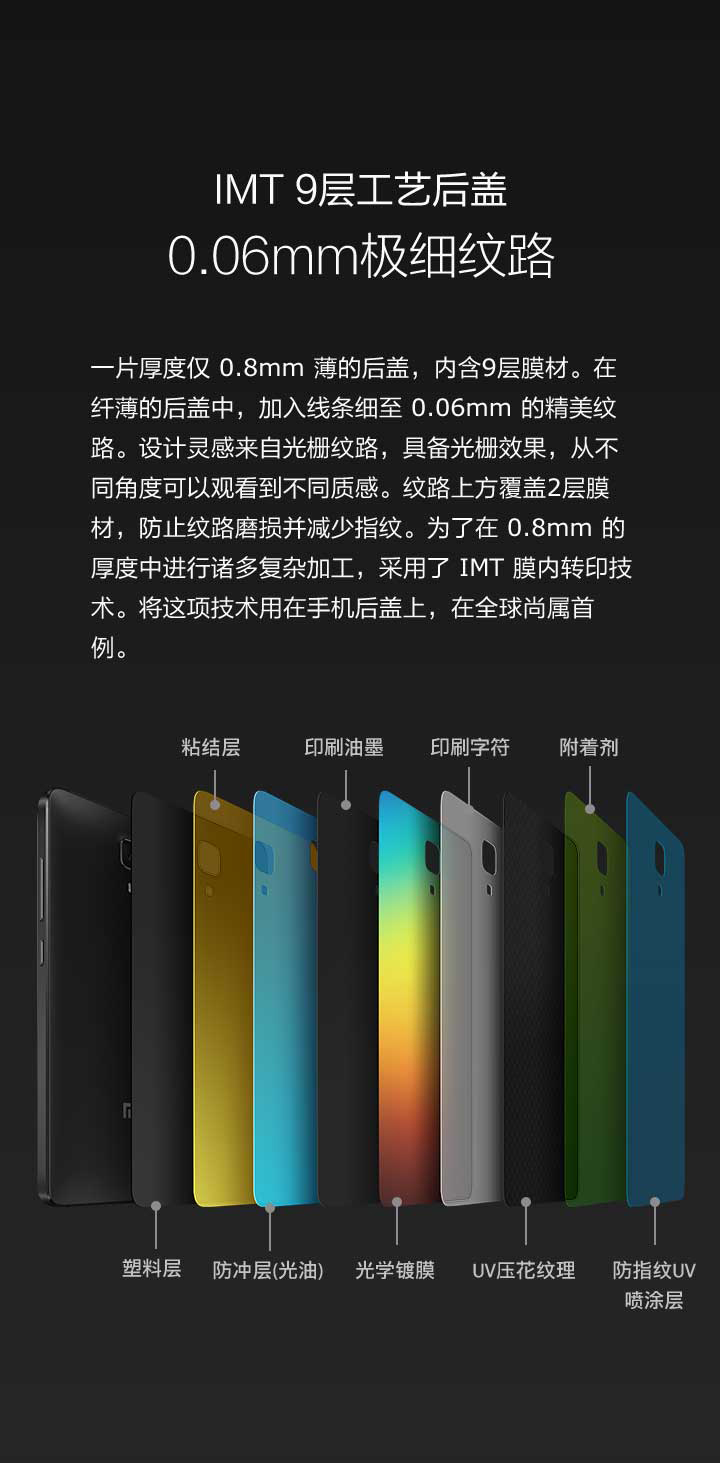 IMT 9层工艺后盖
0.06mm极细纹路
一片厚度仅 0.8mm 薄的后盖，内含9层膜材。在
纤薄的后盖中，加入线条细至 0.06mm 的精美纹
路。设计灵感来自光栅纹路，具备光栅效果，从不
同角度可以观看到不同质感。纹路上方覆盖2层膜
材，防止纹路磨损并减少指纹。为了在 0.8mm 的
厚度中进行诸多复杂加工，采用了 IMT 膜内转印技
术。将这项技术用在手机后盖上，在全球尚属首
例。
粘结层 印刷油墨 印刷字符 附着剂
塑料层 防冲层(光油) 光学镀膜 UV压花纹理 防指纹UV
喷涂层